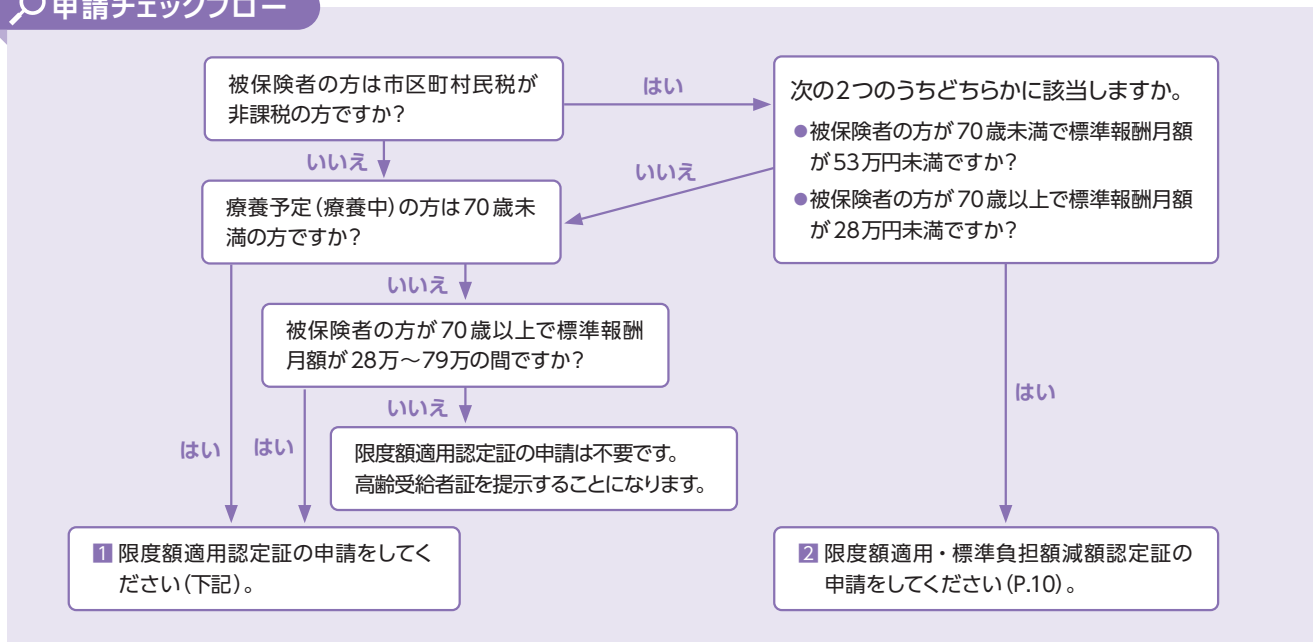 申請チェックフロー
被保険者の方は市区町村民税が
非課税の方ですか?
はい
次の2つのうちどちらかに該当しますか。
●被保険者の方が70歳未満で標準報酬月額
が53万円未満ですか?
●被保険者の方が70歳以上で標準報酬月額
が28万円未満ですか?
いいえ
いいえ
療養予定(療養中)の方は70歳未
満の方ですか?
いいえ
被保険者の方が70歳以上で標準報酬
月額が28万~79万の間ですか?
いいえ
はい
はい
はい
限度額適用認定証の申請は不要です。
高齢受給者証を提示することになります。
1 限度額適用認定証の申請をしてく
ださい(下記)。
2 限度額適用・標準負担額減額認定証の
申請をしてください(P.10)。